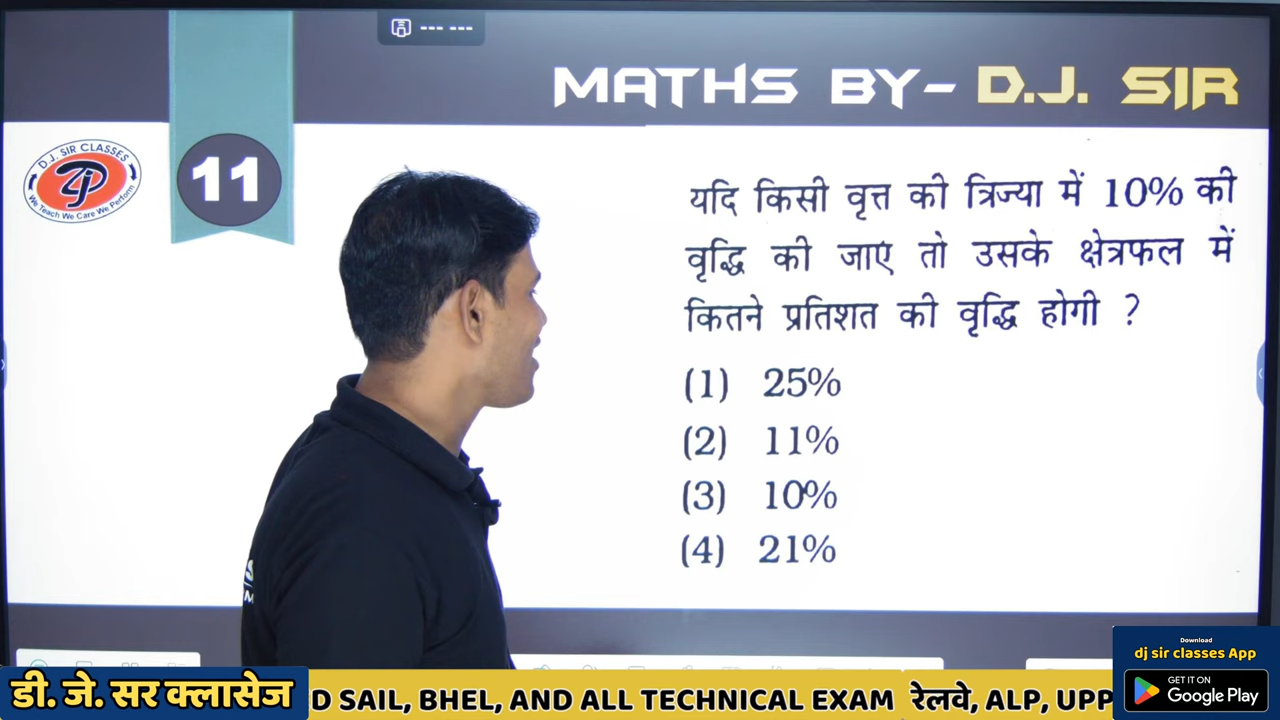 --- ---
MATHS BY- D.J. SIR
D.J. SIR CLASSES
We Teach We Care We Perform
11
यदि किसी वृत्त की त्रिज्या में 10% की
वृद्धि की जाए तो उसके क्षेत्रफल में
कितने प्रतिशत की वृद्धि होगी ?
(1) 25%
(2) 11%
(3) 10%
(4) 21%
डी. जे. सर क्लासेज
D SAIL, BHEL, AND ALL TECHNICAL EXAM रेलवे, ALP, UPP
Download
dj sir classes App
GET IT ON
Google Play